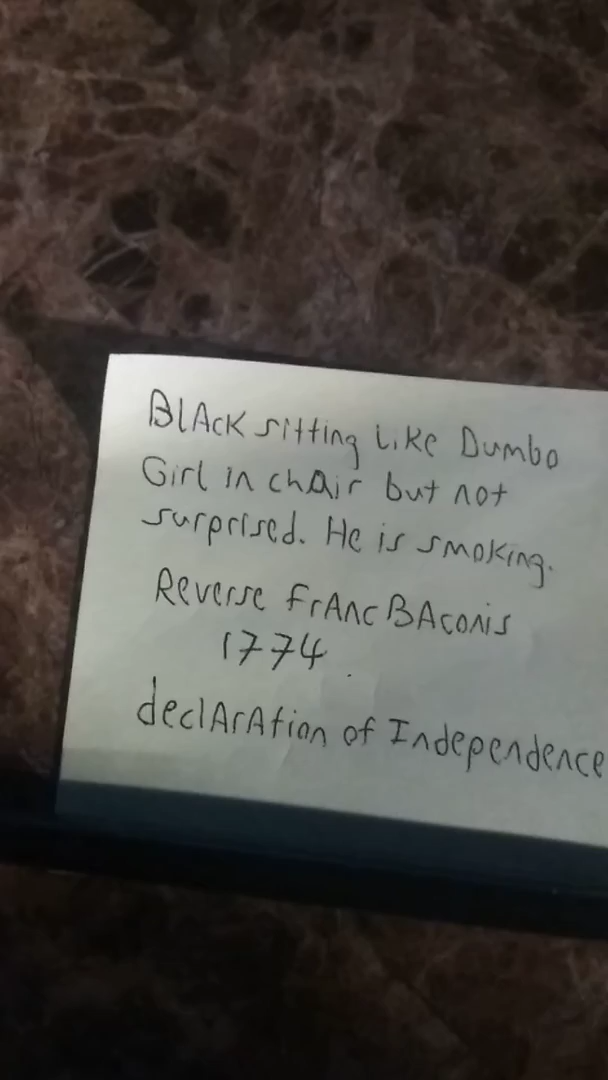 BlAck sitting Like Dumbo
Girl in chair but not
surprised. He is smoking.
Reverse FrAnc BAconis
1774.
declArAtion of Independence